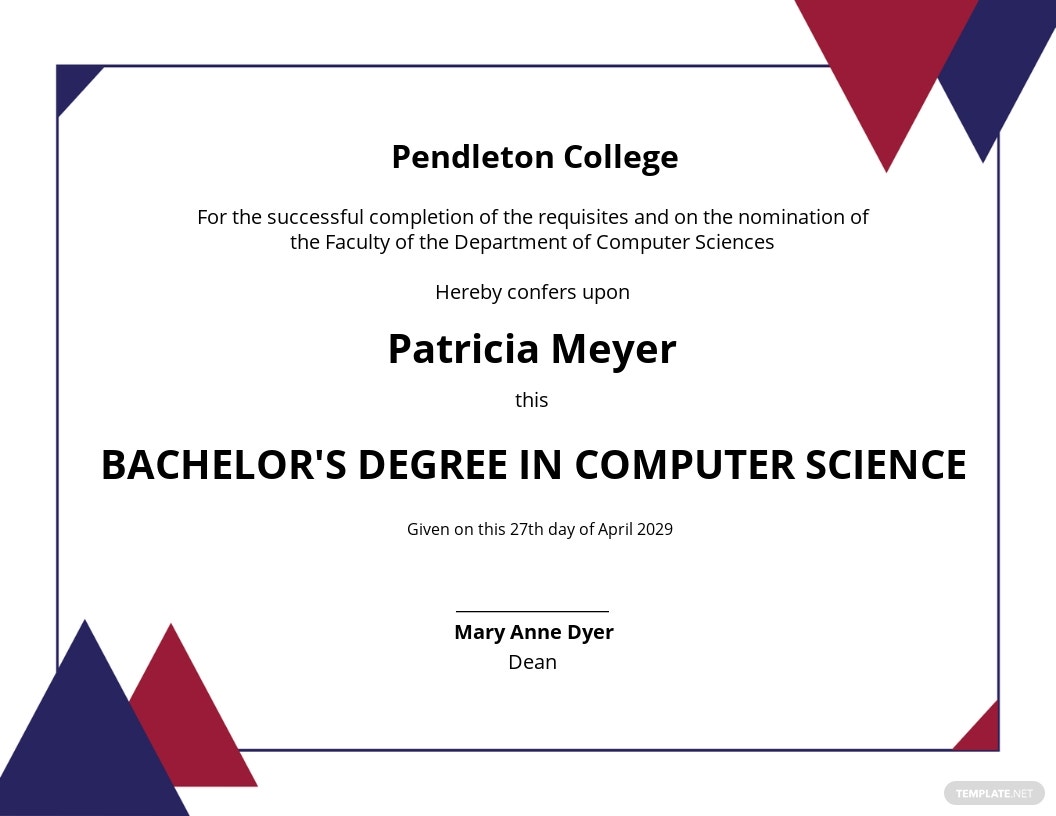 Pendleton College
For the successful completion of the requisites and on the nomination of
the Faculty of the Department of Computer Sciences
Hereby confers upon
Patricia Meyer
this
BACHELOR'S DEGREE IN COMPUTER SCIENCE
Given on this 27th day of April 2029
Mary Anne Dyer
Dean
TEMPLATE.NET